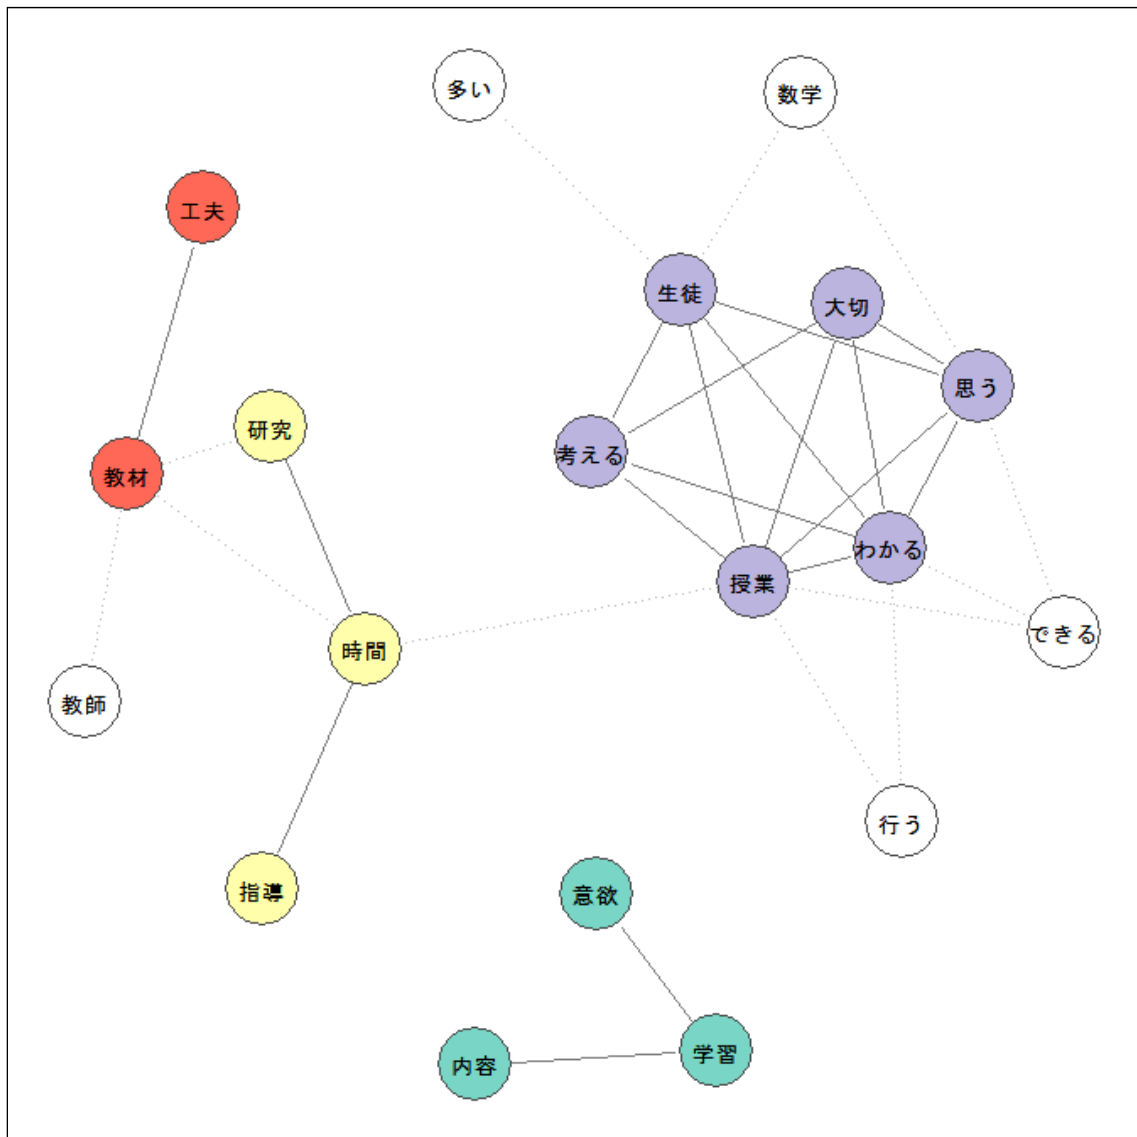 多い
数学
工夫
生徒
大切
思う
研究
考える
教材
わかる
授業
できる
時間
教師
行う
指導
意欲
学習
内容